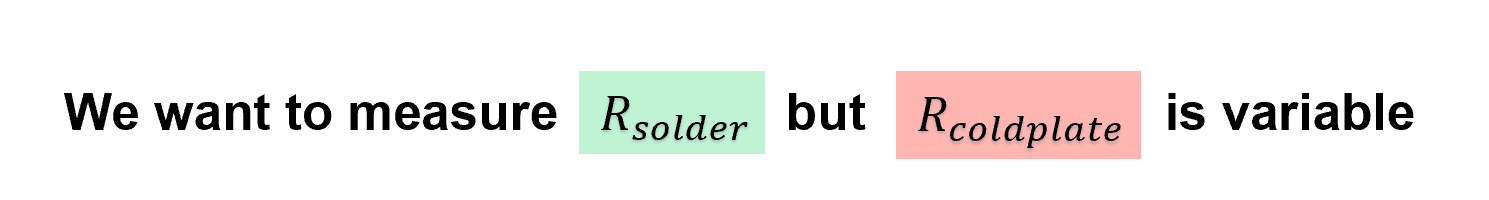 We want to measure R_solder but R_coldplate is variable